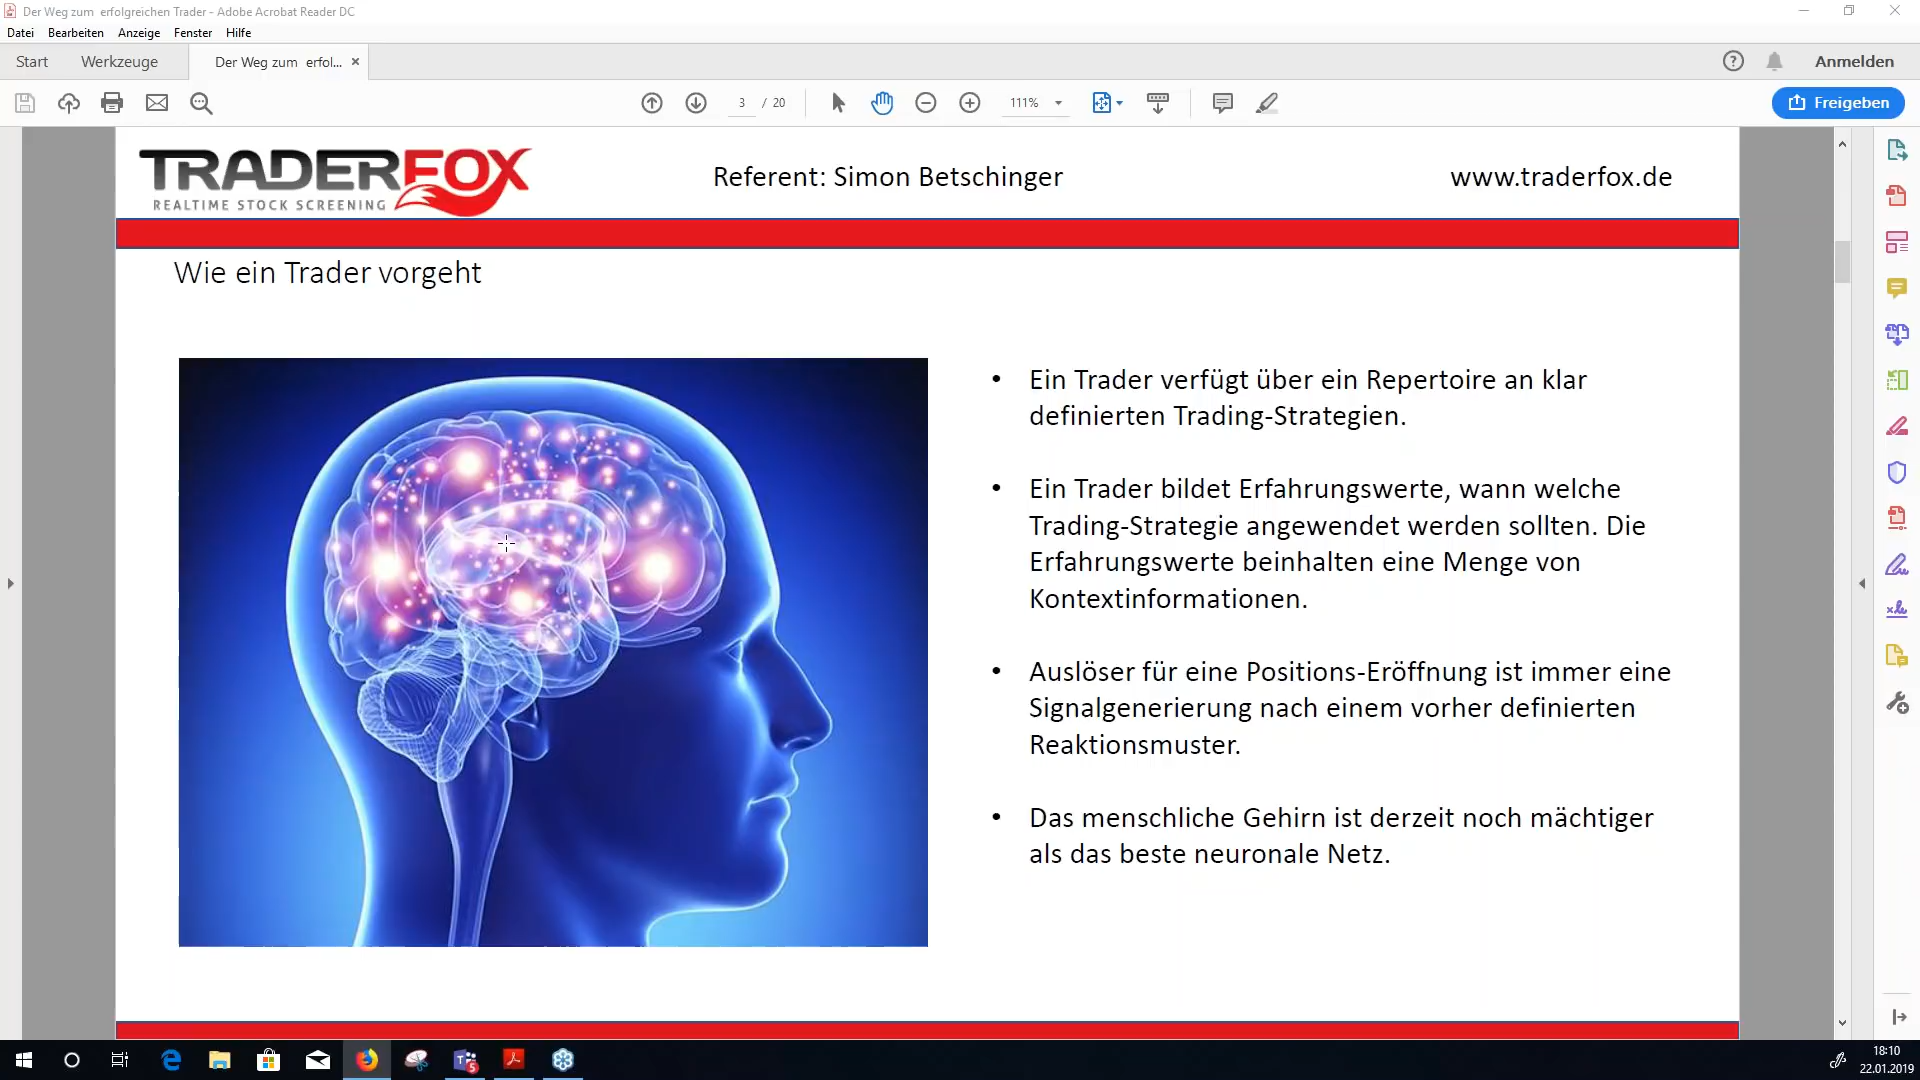 Der Weg zum  erfolgreichen Trader - Adobe Acrobat Reader DC
Datei Bearbeiten Anzeige Fenster Hilfe
Start Werkzeuge Der Weg zum  erfol... × Anmelden
3 / 20 111% Freigeben
TRADERFOX
REALTIME STOCK SCREENING
Referent: Simon Betschinger
www.traderfox.de
Wie ein Trader vorgeht
• Ein Trader verfügt über ein Repertoire an klar
definierten Trading-Strategien.
• Ein Trader bildet Erfahrungswerte, wann welche
Trading-Strategie angewendet werden sollten. Die
Erfahrungswerte beinhalten eine Menge von
Kontextinformationen.
• Auslöser für eine Positions-Eröffnung ist immer eine
Signalgenerierung nach einem vorher definierten
Reaktionsmuster.
• Das menschliche Gehirn ist derzeit noch mächtiger
als das beste neuronale Netz.
18:10
22.01.2019